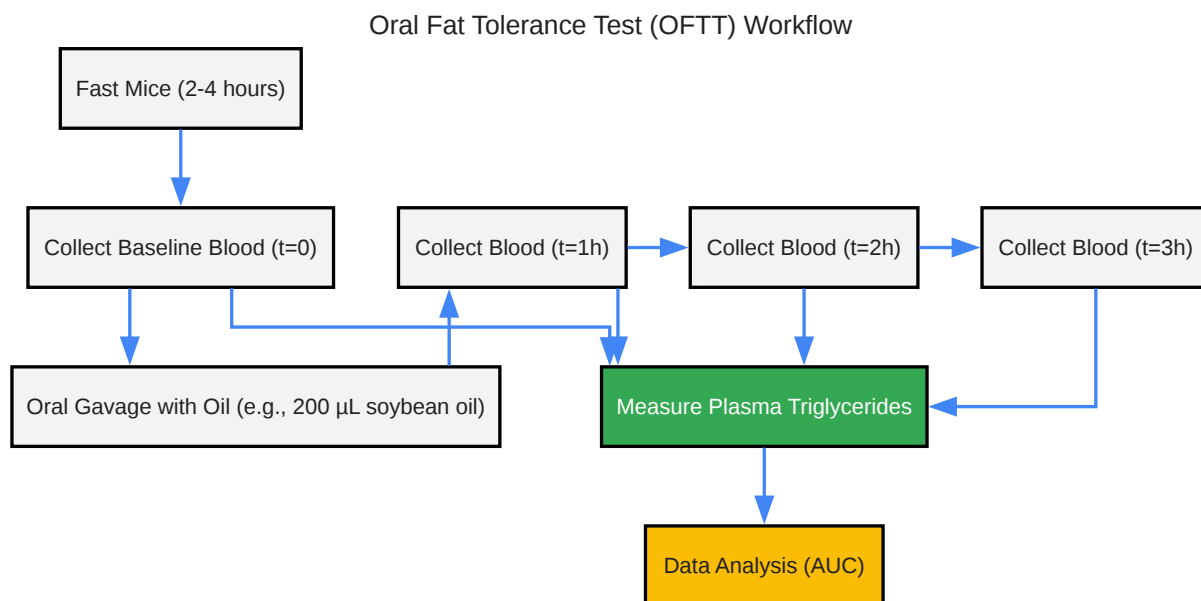 Oral Fat Tolerance Test (OFTT) Workflow
Fast Mice (2-4 hours)
Collect Baseline Blood (t=0)
Collect Blood (t=1h)
Collect Blood (t=2h)
Collect Blood (t=3h)
Oral Gavage with Oil (e.g., 200 µL soybean oil)
Measure Plasma Triglycerides
Data Analysis (AUC)